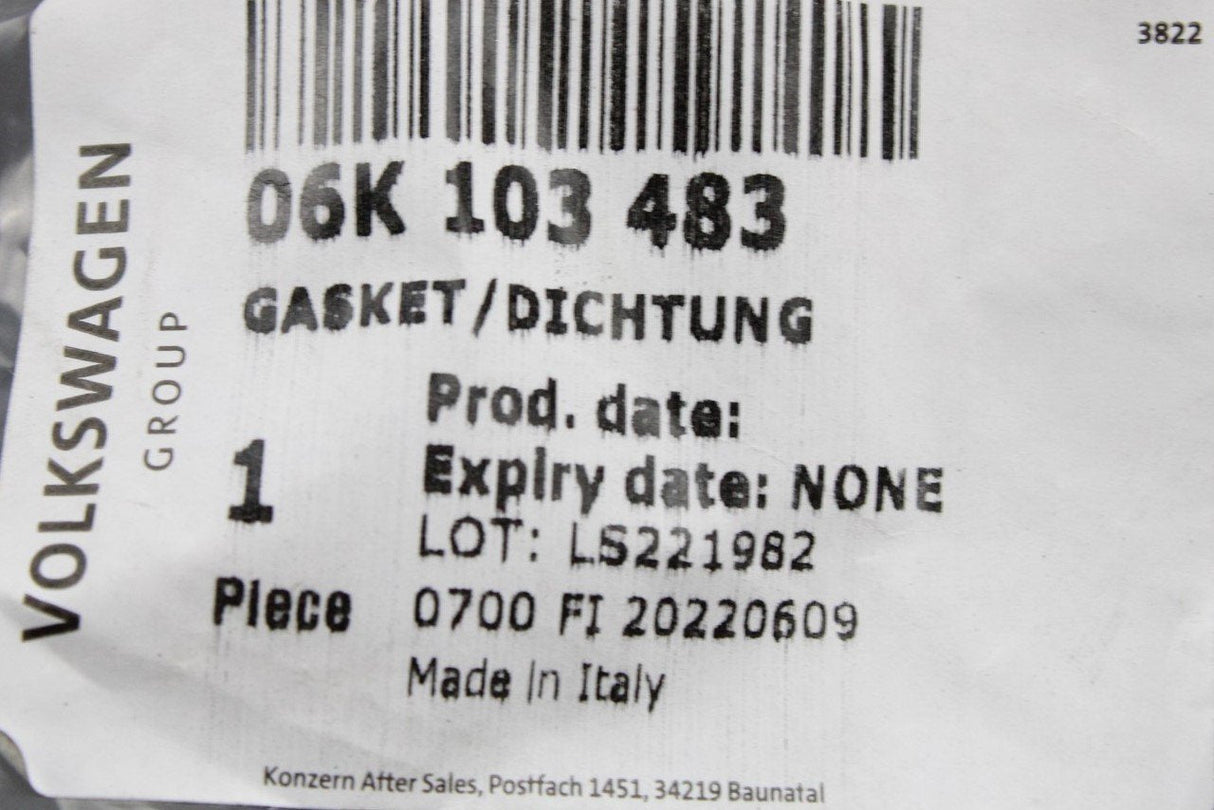 3822
06K 103 483
GASKET/DICHTUNG
Prod. date:
Expiry date: NONE
1
LOT: LS221982
Piece
0700 FI 20220609
Made in Italy
VOLKSWAGEN
GROUP
Konzern After Sales, Postfach 1451, 34219 Baunatal